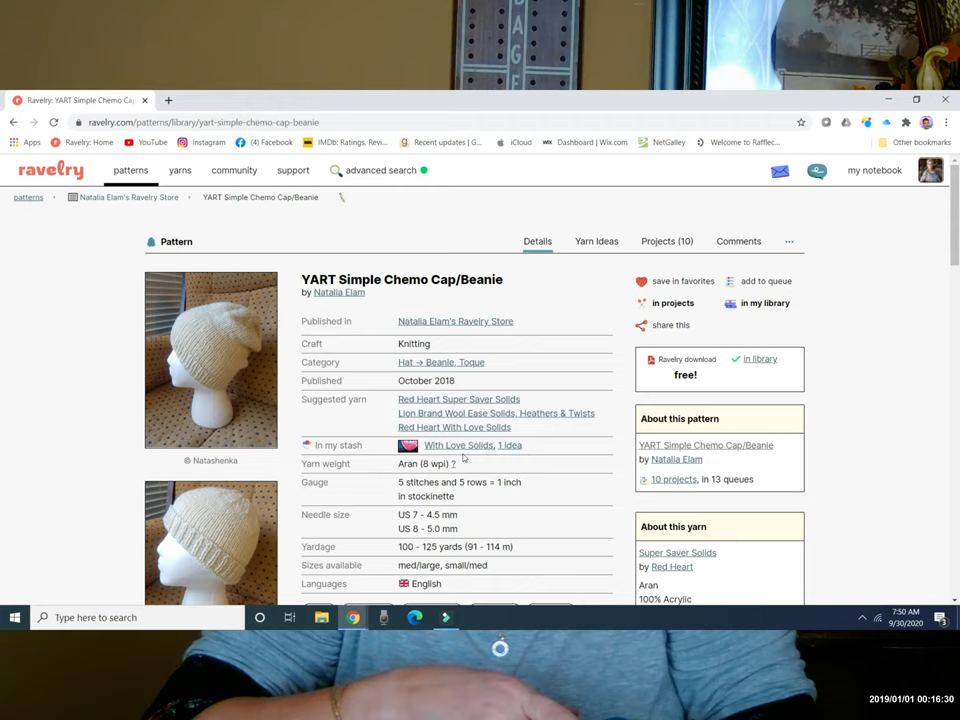 DAGE
Ravelry: YART Simple Chemo Cap
ravelry.com/patterns/library/yart-simple-chemo-cap-beanie
Apps Ravelry: Home YouTube Instagram (4) Facebook IMDb: Ratings, Revi... Recent updates | G... iCloud WIX Dashboard | Wix.com NetGalley Welcome to Rafflec... Other bookmarks
ravelry patterns yarns community support advanced search my notebook
patterns Natalia Elam's Ravelry Store YART Simple Chemo Cap/Beanie
Pattern Details Yarn Ideas Projects (10) Comments ...
YART Simple Chemo Cap/Beanie
by Natalia Elam
Published in Natalia Elam's Ravelry Store
Craft Knitting
Category Hat → Beanie, Toque
Published October 2018
Suggested yarn Red Heart Super Saver Solids
Lion Brand Wool Ease Solids, Heathers & Twists
Red Heart With Love Solids
In my stash With Love Solids, 1 idea
Yarn weight Aran (8 wpi) ?
Gauge 5 stitches and 5 rows = 1 inch
in stockinette
Needle size US 7 - 4.5 mm
US 8 - 5.0 mm
Yardage 100 - 125 yards (91 - 114 m)
Sizes available med/large, small/med
Languages English
© Natashenka
save in favorites add to queue
in projects in my library
share this
Ravelry download in library
free!
About this pattern
YART Simple Chemo Cap/Beanie
by Natalia Elam
10 projects, in 13 queues
About this yarn
Super Saver Solids
by Red Heart
Aran
100% Acrylic
Type here to search
7:50 AM
9/30/2020
3
2019/01/01 00:16:30